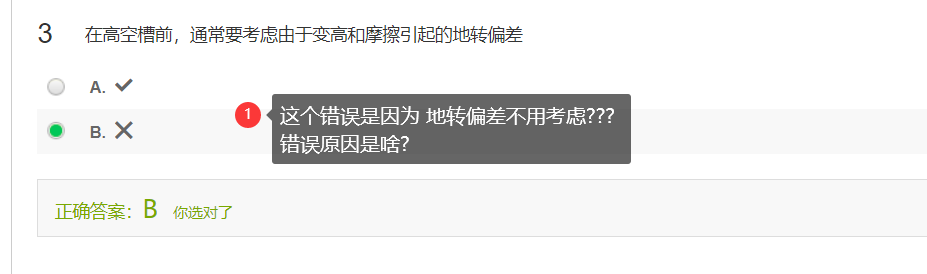 3 在高空槽前，通常要考虑由于变高和摩擦引起的地转偏差
A. ✓
1 这个错误是因为 地转偏差不用考虑???
错误原因是啥?
B. ✕
正确答案：B 你选对了